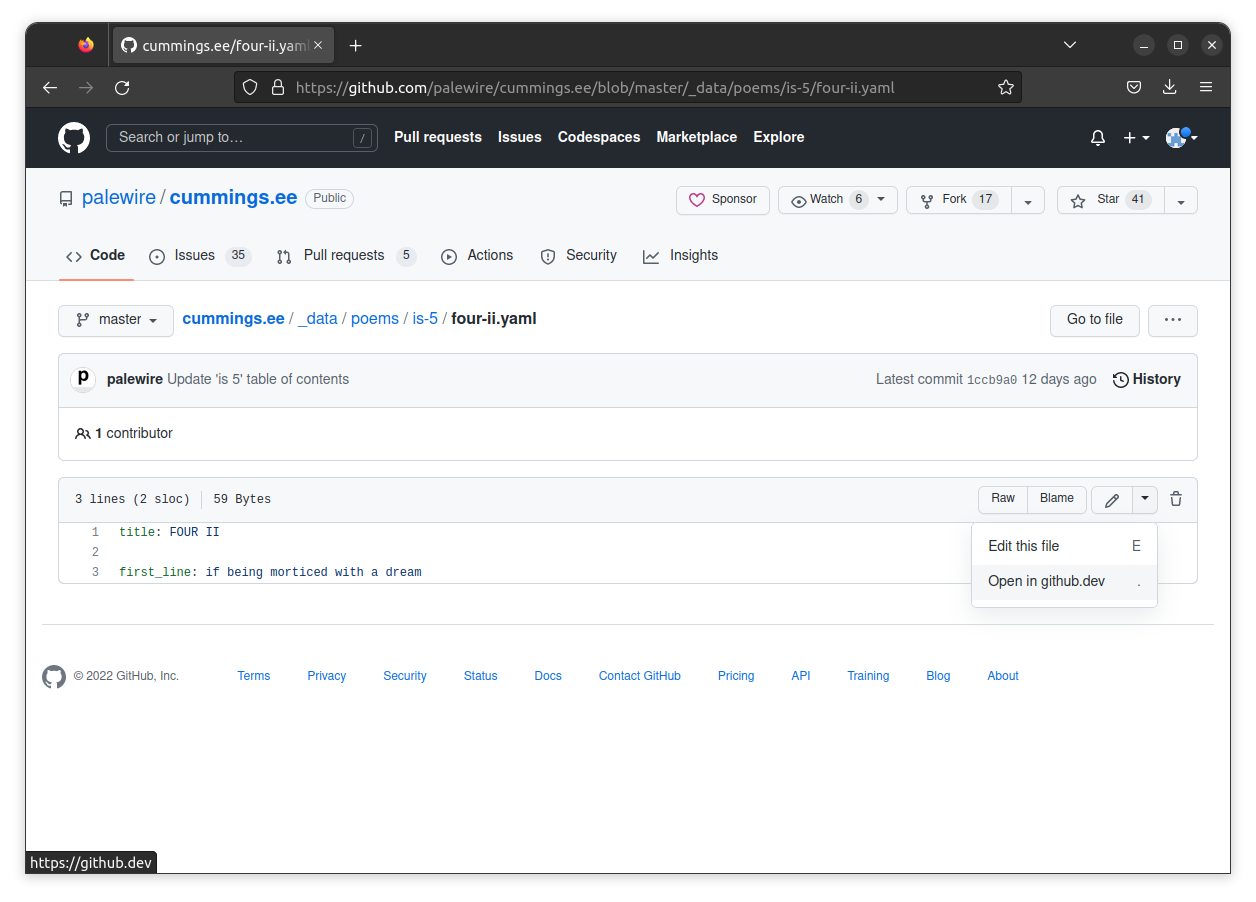 cummings.ee/four-ii.yaml
https://github.com/palewire/cummings.ee/blob/master/_data/poems/is-5/four-ii.yaml
Search or jump to… / Pull requests Issues Codespaces Marketplace Explore
palewire / cummings.ee Public Sponsor Watch 6 Fork 17 Star 41
Code Issues 35 Pull requests 5 Actions Security Insights
master cummings.ee / _data / poems / is-5 / four-ii.yaml Go to file ...
p palewire Update 'is 5' table of contents Latest commit 1ccb9a0 12 days ago History
1 contributor
3 lines (2 sloc) 59 Bytes Raw Blame
1 title: FOUR II
2
3 first_line: if being morticed with a dream
Edit this file E
Open in github.dev .
© 2022 GitHub, Inc. Terms Privacy Security Status Docs Contact GitHub Pricing API Training Blog About
https://github.dev